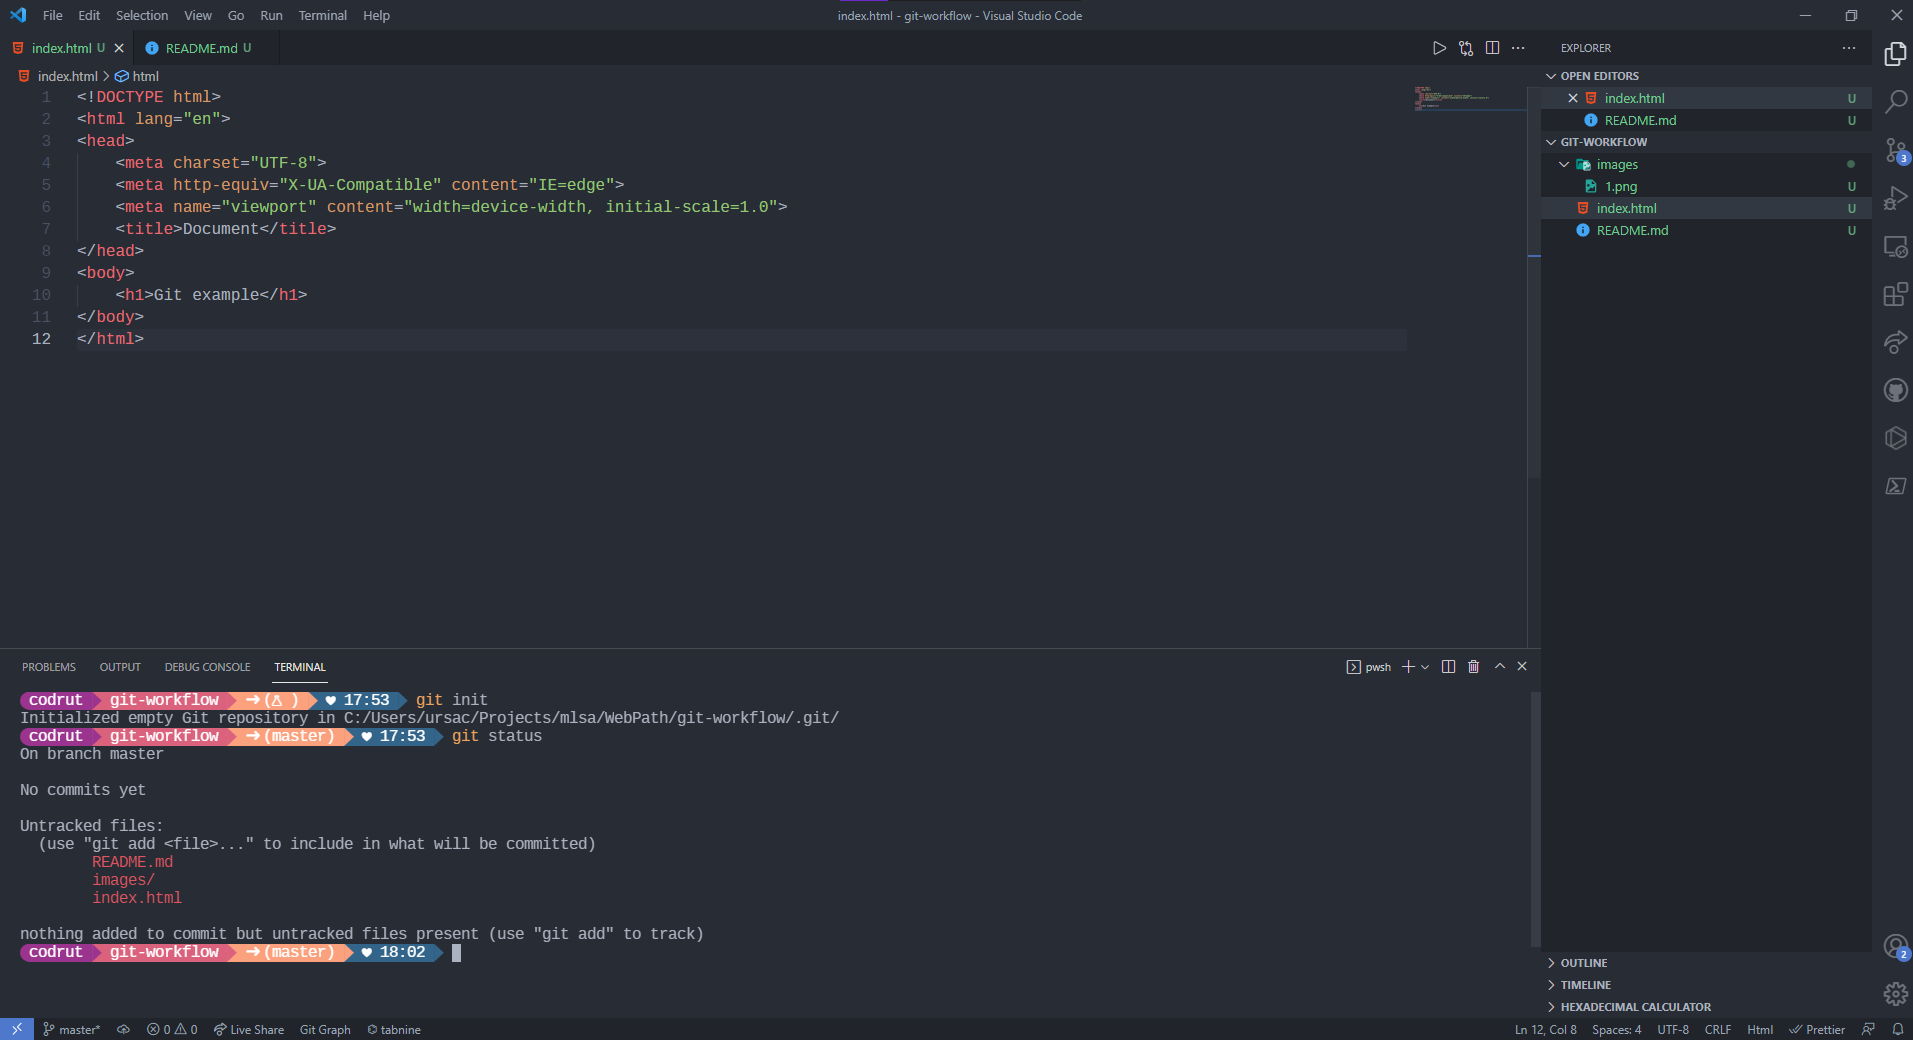 File Edit Selection View Go Run Terminal Help
index.html - git-workflow - Visual Studio Code
index.html U
README.md U
index.html > html
1 <!DOCTYPE html>
2 <html lang="en">
3 <head>
4 <meta charset="UTF-8">
5 <meta http-equiv="X-UA-Compatible" content="IE=edge">
6 <meta name="viewport" content="width=device-width, initial-scale=1.0">
7 <title>Document</title>
8 </head>
9 <body>
10 <h1>Git example</h1>
11 </body>
12 </html>
EXPLORER
OPEN EDITORS
index.html U
README.md U
GIT-WORKFLOW
images
1.png U
index.html U
README.md U
3
PROBLEMS OUTPUT DEBUG CONSOLE TERMINAL
pwsh
codrut git-workflow ➜ ( ) ♥ 17:53 git init
Initialized empty Git repository in C:/Users/ursac/Projects/mlsa/WebPath/git-workflow/.git/
codrut git-workflow ➜ (master) ♥ 17:53 git status
On branch master
No commits yet
Untracked files:
(use "git add <file>..." to include in what will be committed)
README.md
images/
index.html
nothing added to commit but untracked files present (use "git add" to track)
codrut git-workflow ➜ (master) ♥ 18:02
OUTLINE
TIMELINE
HEXADECIMAL CALCULATOR
2
master* 0 0 Live Share Git Graph tabnine
Ln 12, Col 8 Spaces: 4 UTF-8 CRLF Html Prettier